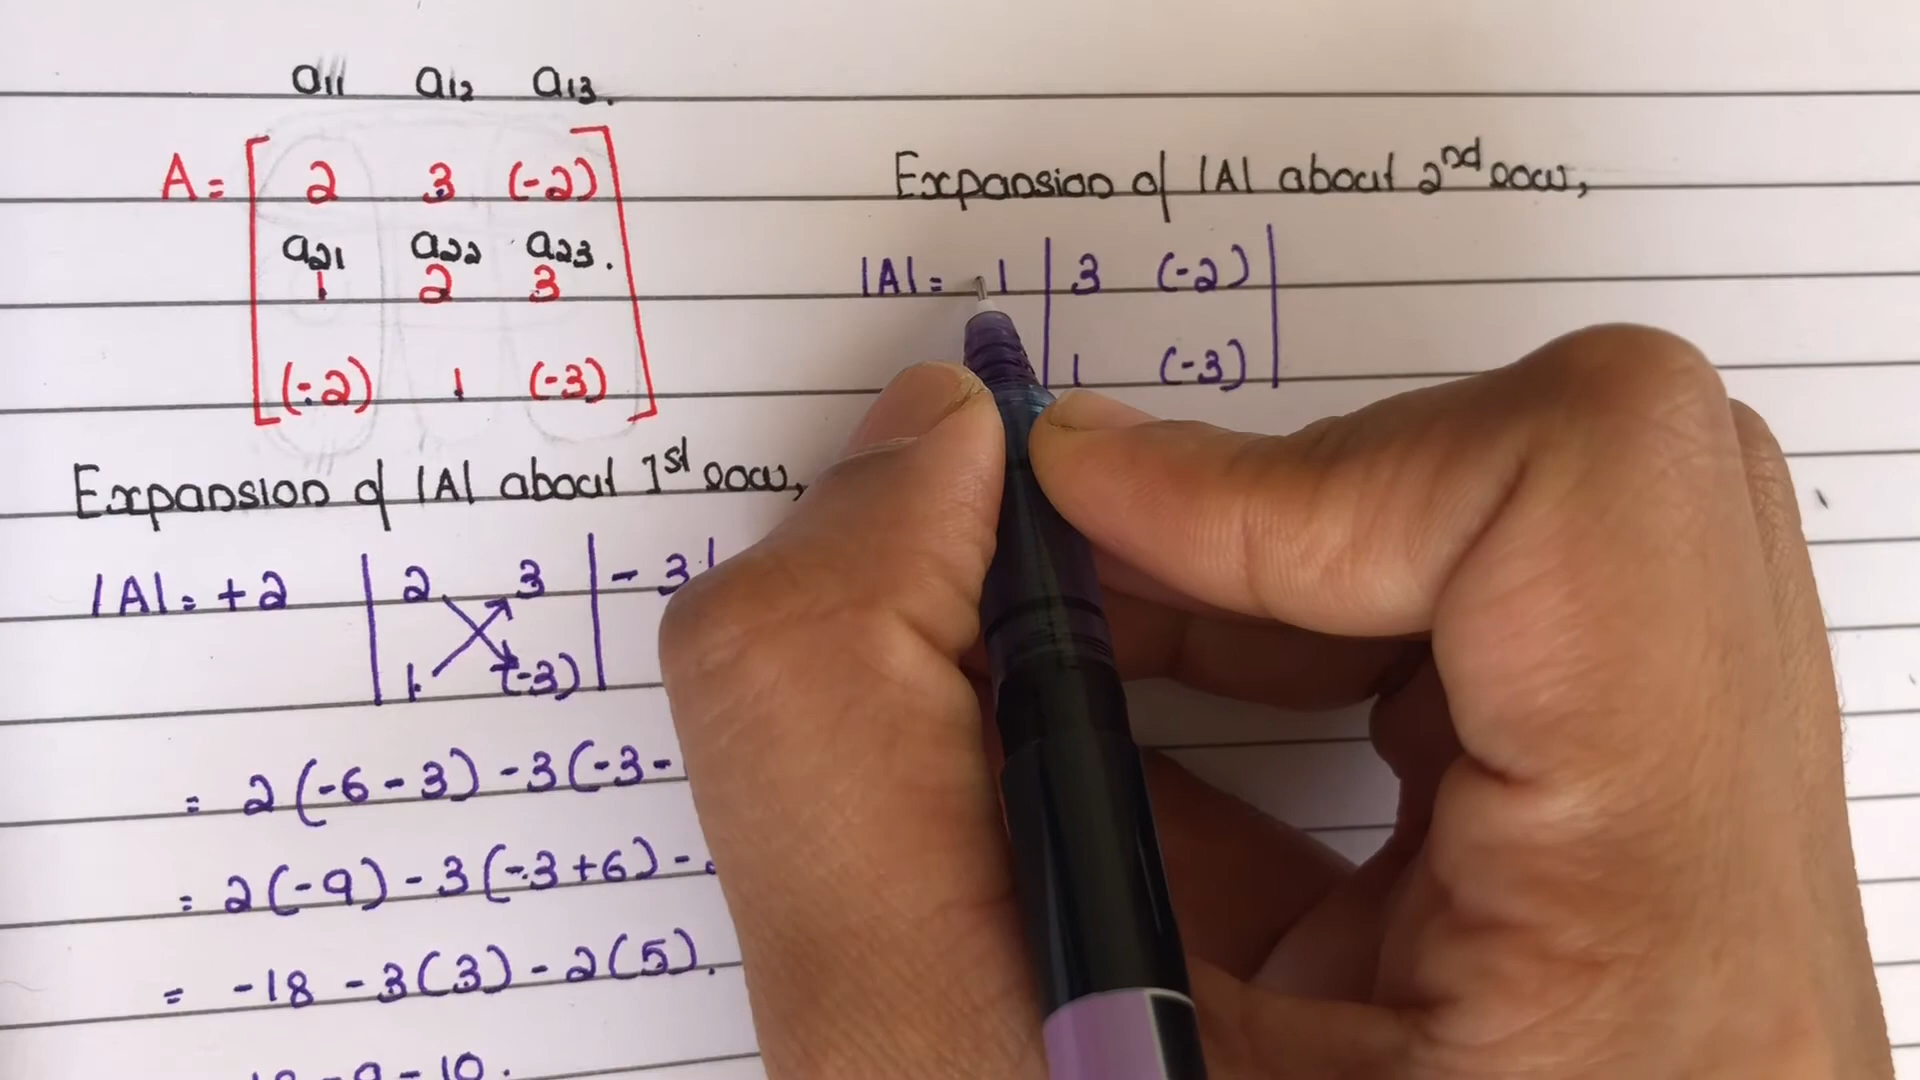 a11 a12 a13.
A = [ 2 3 (-2)
a21 a22 a23.
1 2 3
(-2) 1 (-3) ]
Expansion of |A| about 1st row,
|A| = +2 | 2 3 | - 3 |
1 (-3)
= 2(-6-3) -3(-3-
= 2(-9) -3(-3+6) -
= -18 -3(3) -2(5).
-9 -10.
Expansion of |A| about 2nd row,
|A| = 1 | 3 (-2) |
1 (-3)